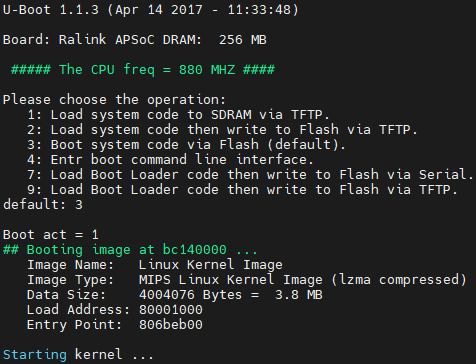 U-Boot 1.1.3 (Apr 14 2017 - 11:33:48)
Board: Ralink APSoC DRAM:  256 MB
##### The CPU freq = 880 MHZ ####
Please choose the operation:
1: Load system code to SDRAM via TFTP.
2: Load system code then write to Flash via TFTP.
3: Boot system code via Flash (default).
4: Entr boot command line interface.
7: Load Boot Loader code then write to Flash via Serial.
9: Load Boot Loader code then write to Flash via TFTP.
default: 3
Boot act = 1
## Booting image at bc140000 ...
Image Name:   Linux Kernel Image
Image Type:   MIPS Linux Kernel Image (lzma compressed)
Data Size:    4004076 Bytes =  3.8 MB
Load Address: 80001000
Entry Point:  806beb00
Starting kernel ...